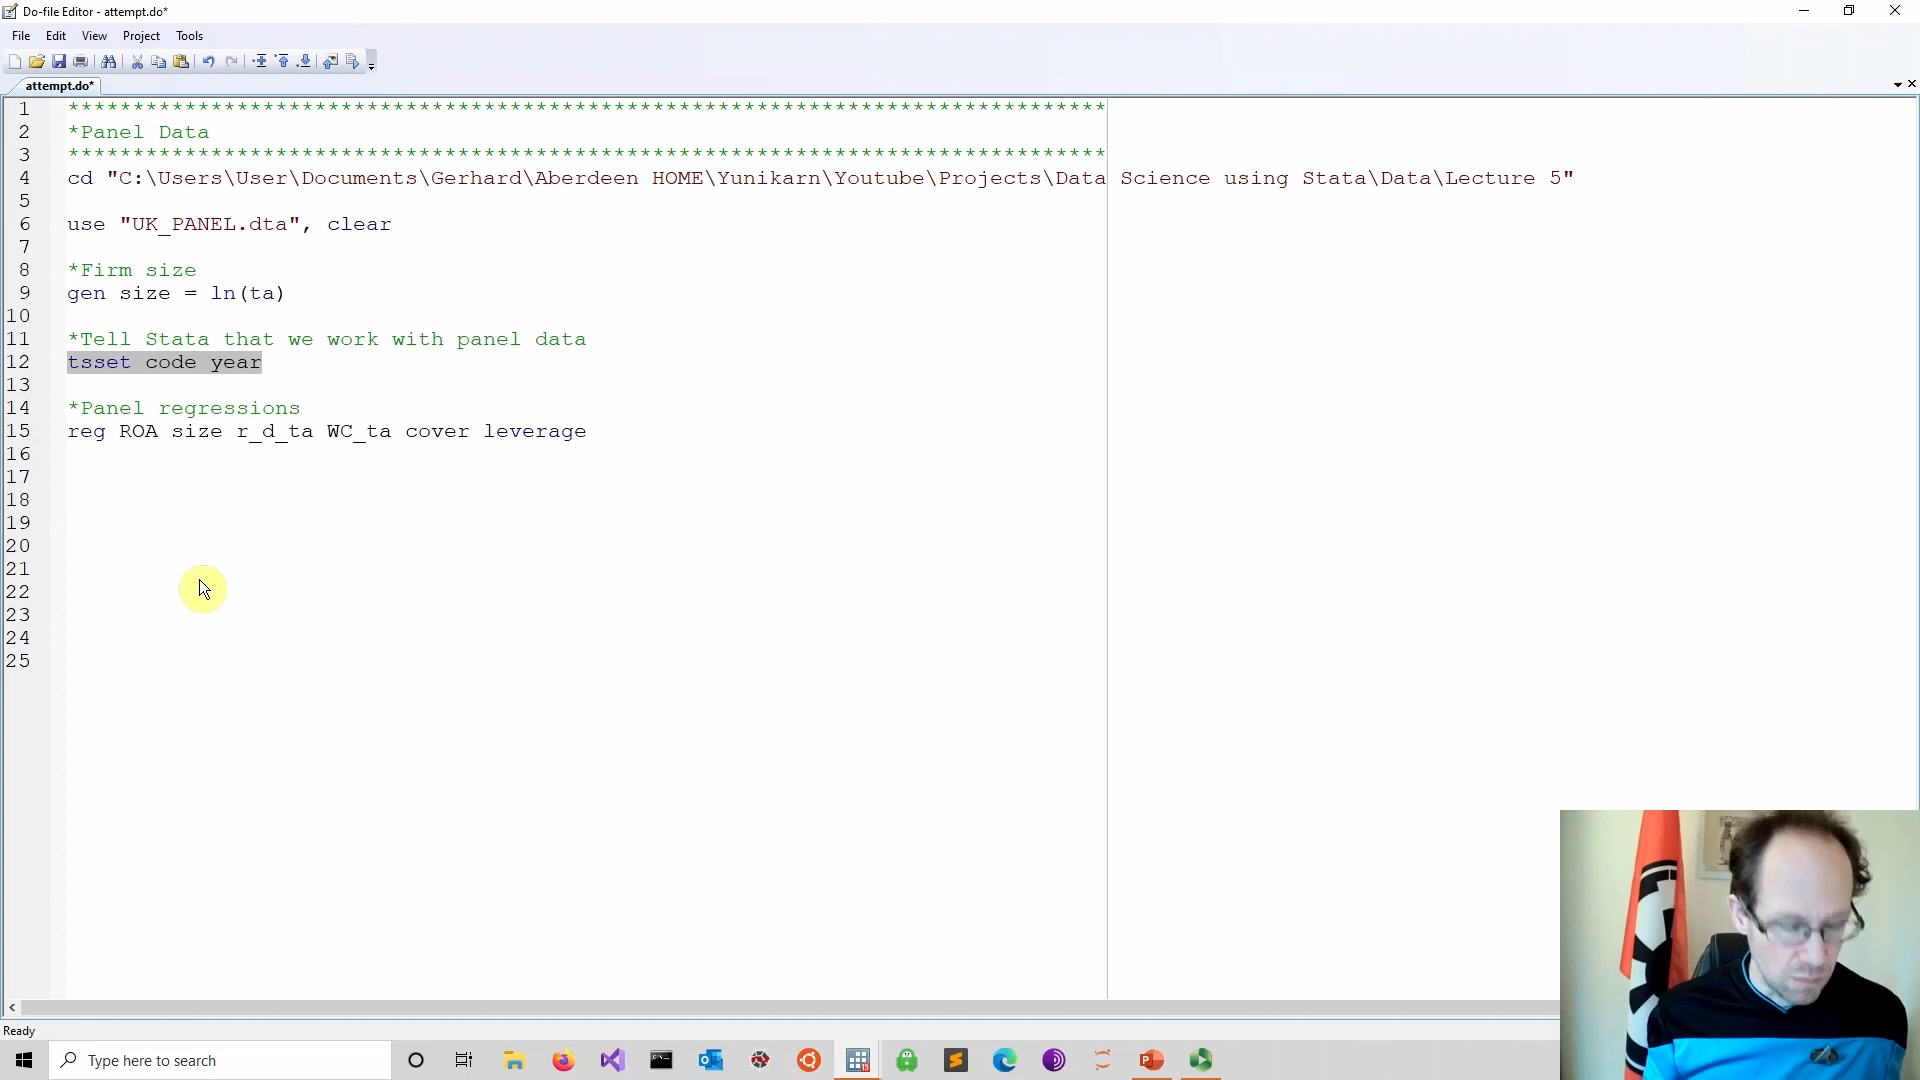 Do-file Editor - attempt.do*
File Edit View Project Tools
attempt.do*
1 ********************************************************************************
2 *Panel Data
3 ********************************************************************************
4 cd "C:\Users\User\Documents\Gerhard\Aberdeen HOME\Yunikarn\Youtube\Projects\Data Science using Stata\Data\Lecture 5"
5
6 use "UK_PANEL.dta", clear
7
8 *Firm size
9 gen size = ln(ta)
10
11 *Tell Stata that we work with panel data
12 tsset code year
13
14 *Panel regressions
15 reg ROA size r_d_ta WC_ta cover leverage
16
17
18
19
20
21
22
23
24
25
Ready
Type here to search